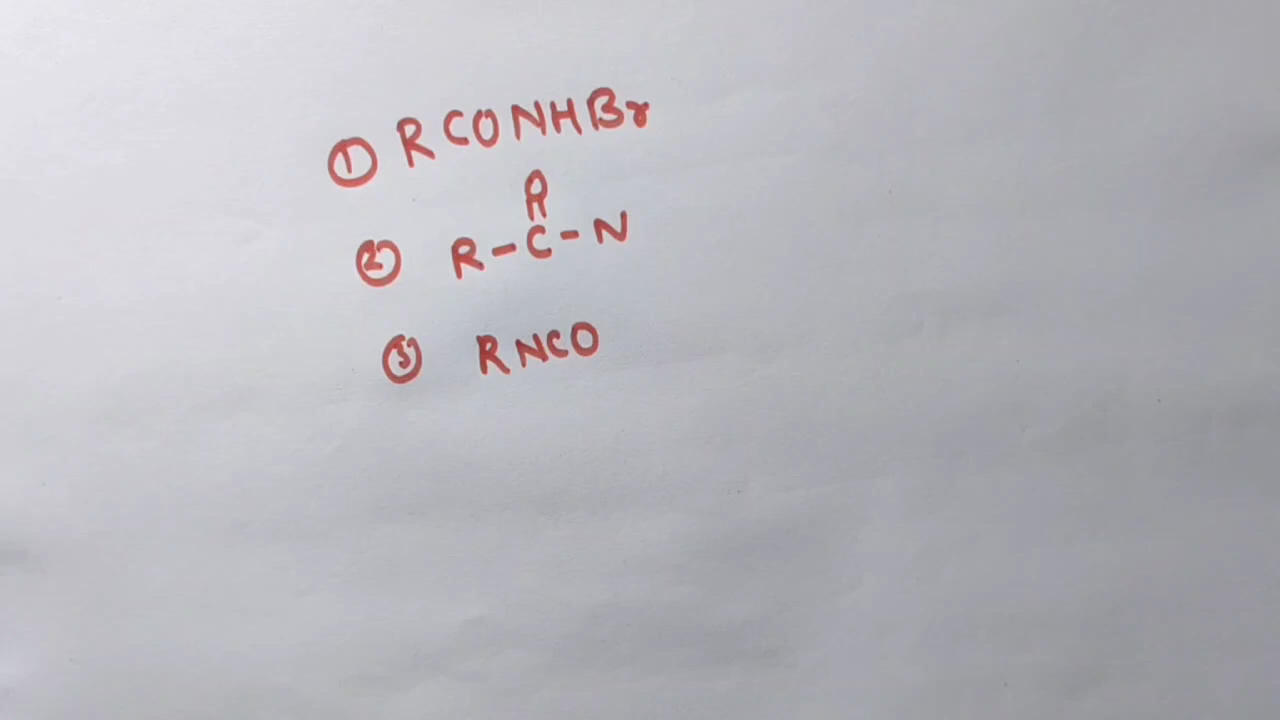 ① RCONHBr
O
② R-C-N
③ RNCO